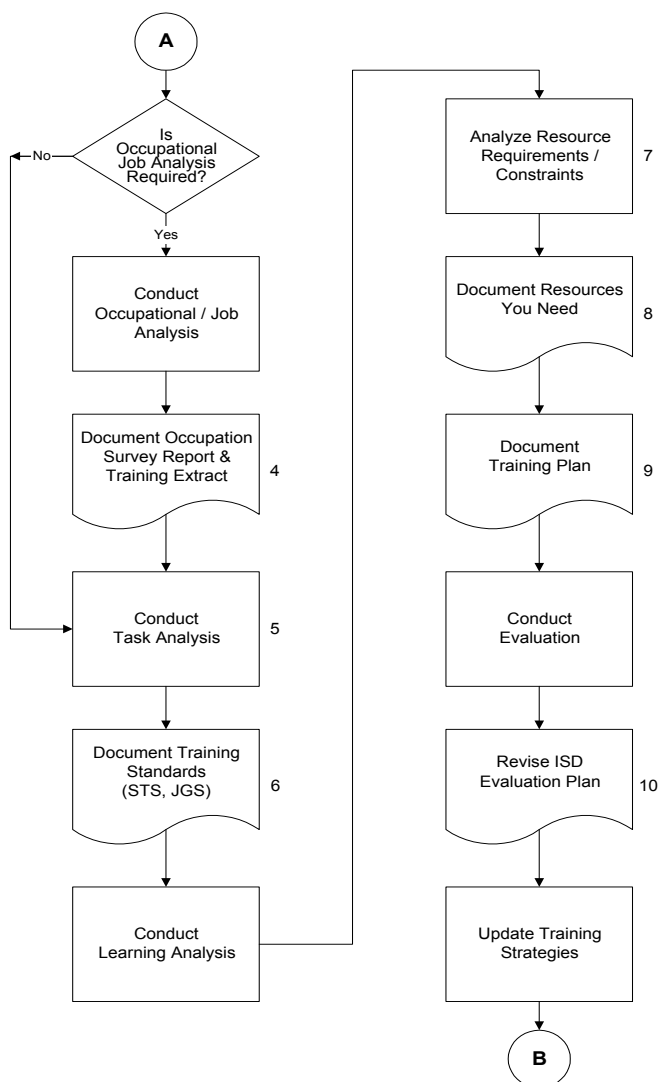 A
Is
Occupational
Job Analysis
Required?
No
Yes
Conduct
Occupational / Job
Analysis
Document Occupation
Survey Report &
Training Extract
4
Conduct
Task Analysis
5
Document Training
Standards
(STS, JGS)
6
Conduct
Learning Analysis
Analyze Resource
Requirements /
Constraints
7
Document Resources
You Need
8
Document
Training Plan
9
Conduct
Evaluation
Revise ISD
Evaluation Plan
10
Update Training
Strategies
B